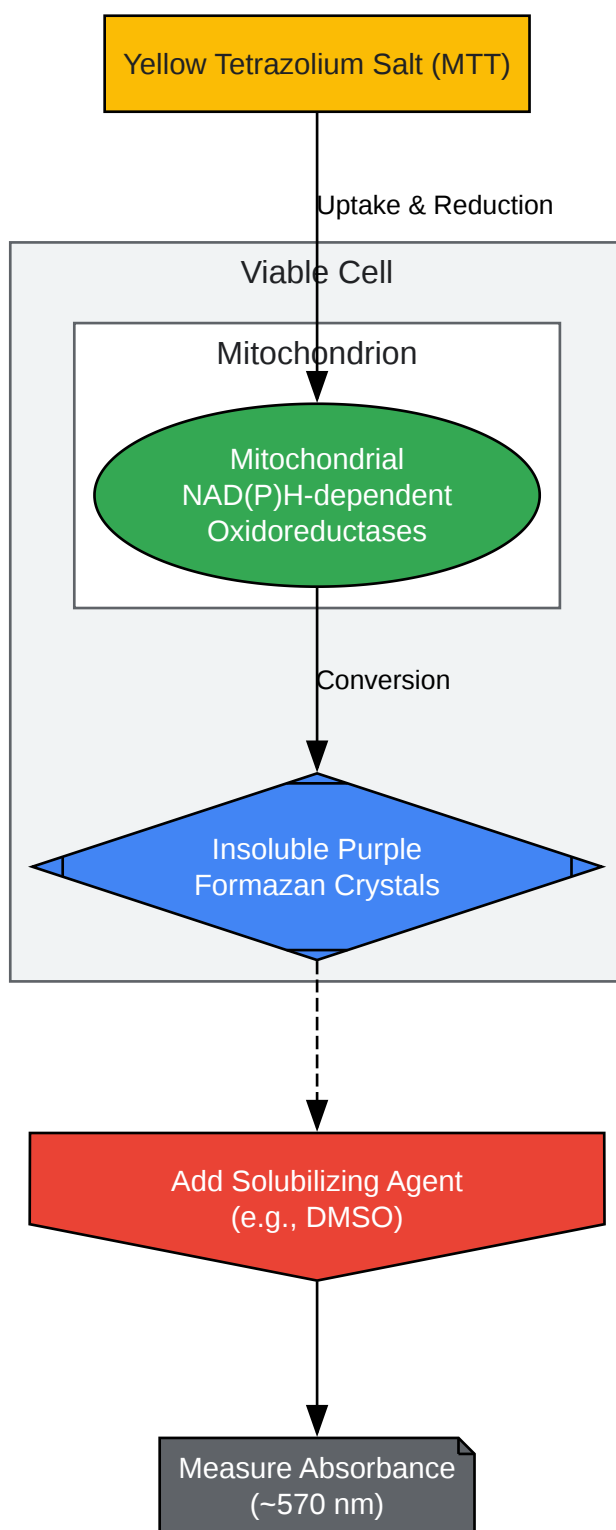 Yellow Tetrazolium Salt (MTT)
Uptake & Reduction
Viable Cell
Mitochondrion
Mitochondrial
NAD(P)H-dependent
Oxidoreductases
Conversion
Insoluble Purple
Formazan Crystals
Add Solubilizing Agent
(e.g., DMSO)
Measure Absorbance
(~570 nm)